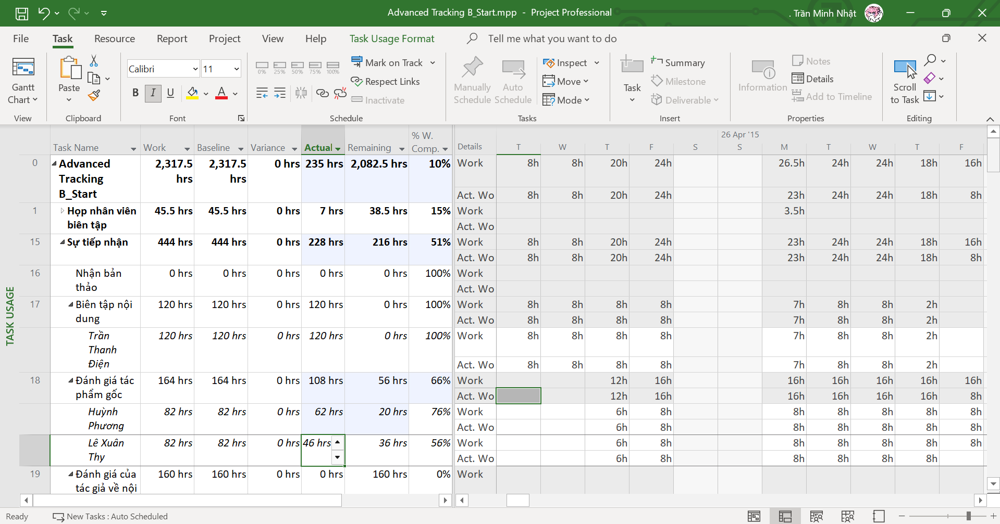 Advanced Tracking B_Start.mpp - Project Professional
. Trần Minh Nhật
File Task Resource Report Project View Help Task Usage Format Tell me what you want to do
Gantt Chart
View
Paste
Clipboard
Calibri 11
B I U A
Font
0% 25% 50% 75% 100%
Mark on Track
Respect Links
Inactivate
Schedule
Manually Schedule
Auto Schedule
Inspect
Move
Mode
Tasks
Task
Summary
Milestone
Deliverable
Insert
Information
Notes
Details
Add to Timeline
Properties
Scroll to Task
Editing
TASK USAGE
Task Name Work Baseline Variance Actual Remaining % W. Comp.
Details 26 Apr '15
T W T F S S M T W T F
0 Advanced Tracking B_Start 2,317.5 hrs 2,317.5 hrs 0 hrs 235 hrs 2,082.5 hrs 10%
Work 8h 8h 20h 24h 26.5h 24h 24h 18h 16h
Act. Wo 8h 8h 20h 24h 23h 24h 24h 18h 8h
1 Họp nhân viên biên tập 45.5 hrs 45.5 hrs 0 hrs 7 hrs 38.5 hrs 15%
Work 3.5h
Act. Wo
15 Sự tiếp nhận 444 hrs 444 hrs 0 hrs 228 hrs 216 hrs 51%
Work 8h 8h 20h 24h 23h 24h 24h 18h 16h
Act. Wo 8h 8h 20h 24h 23h 24h 24h 18h 8h
16 Nhận bản thảo 0 hrs 0 hrs 0 hrs 0 hrs 0 hrs 100%
Work
Act. Wo
17 Biên tập nội dung 120 hrs 120 hrs 0 hrs 120 hrs 0 hrs 100%
Work 8h 8h 8h 8h 7h 8h 8h 2h
Act. Wo 8h 8h 8h 8h 7h 8h 8h 2h
Trần Thanh Điện 120 hrs 120 hrs 0 hrs 120 hrs 0 hrs 100%
Work 8h 8h 8h 8h 7h 8h 8h 2h
Act. Wo 8h 8h 8h 8h 7h 8h 8h 2h
18 Đánh giá tác phẩm gốc 164 hrs 164 hrs 0 hrs 108 hrs 56 hrs 66%
Work 12h 16h 16h 16h 16h 16h 16h
Act. Wo 12h 16h 16h 16h 16h 16h 8h
Huỳnh Phương 82 hrs 82 hrs 0 hrs 62 hrs 20 hrs 76%
Work 6h 8h 8h 8h 8h 8h 8h
Act. Wo 6h 8h 8h 8h 8h 8h 8h
Lê Xuân Thy 82 hrs 82 hrs 0 hrs 46 hrs 36 hrs 56%
Work 6h 8h 8h 8h 8h 8h 8h
Act. Wo 6h 8h 8h 8h 8h 8h
19 Đánh giá của tác giả về nội 160 hrs 160 hrs 0 hrs 0 hrs 160 hrs 0%
Work
Ready New Tasks : Auto Scheduled